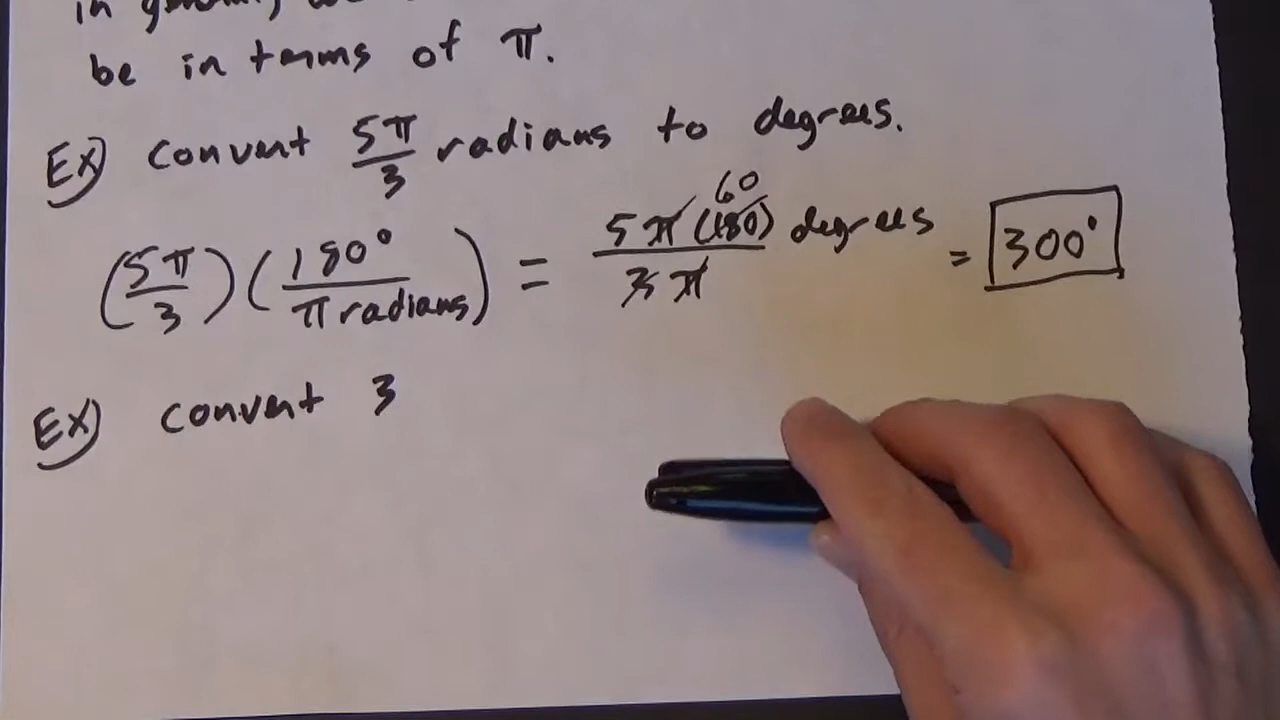 in
be in terms of π.
Ex) convert 5π/3 radians to degrees.
(5π/3)(180°/π radians) = 5π(180)/3π degrees = 300°
60
Ex) convert 3